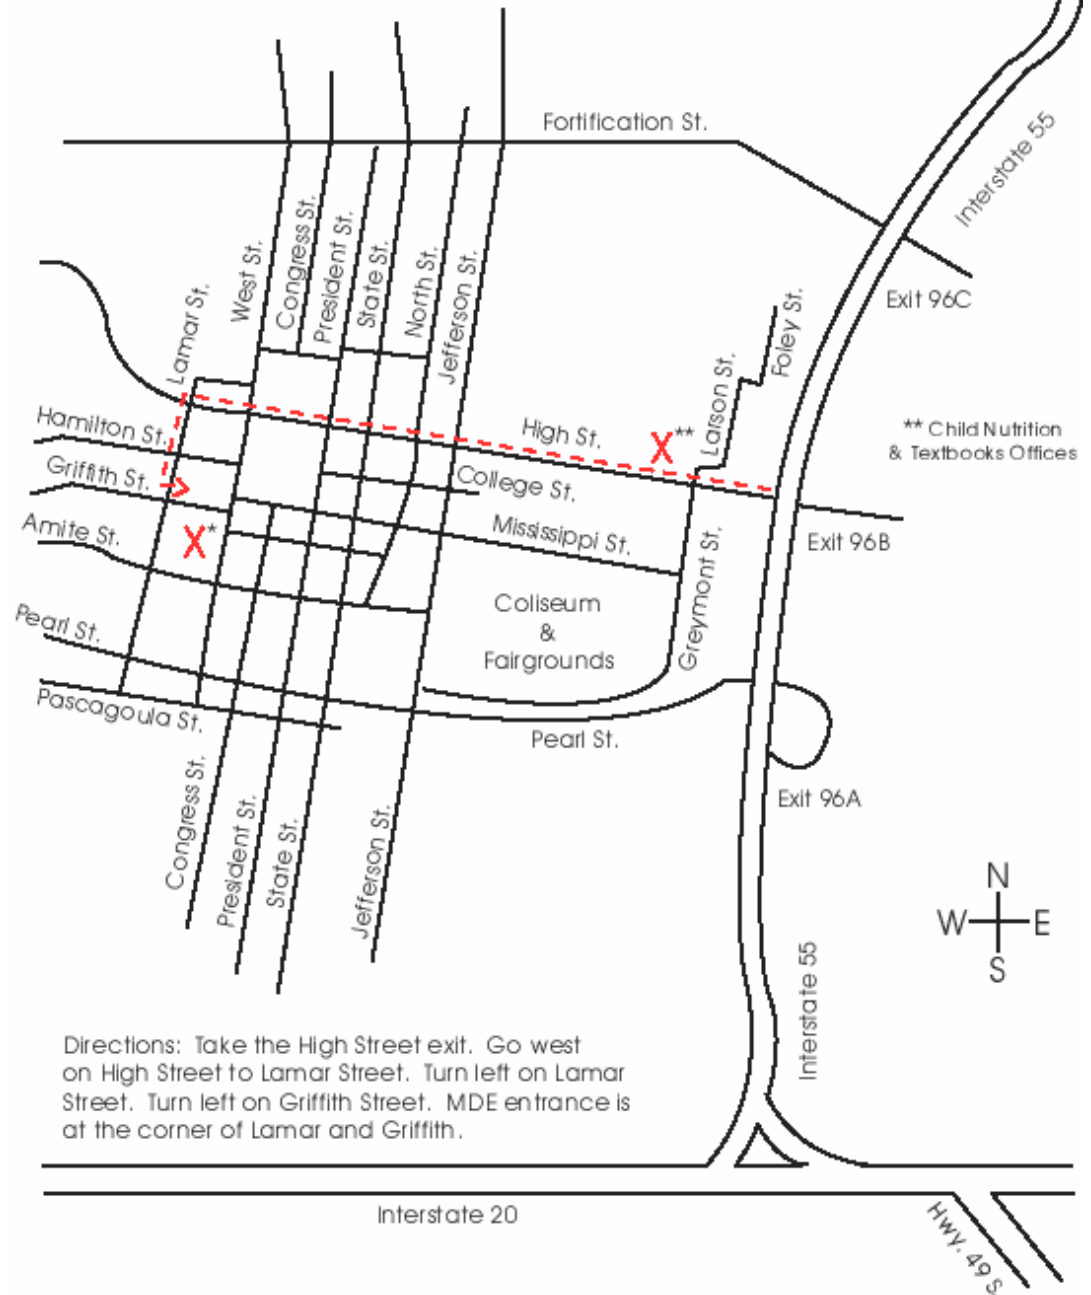 Fortification St.
Interstate 55
Exit 96C
West St.
Congress St.
President St.
State St.
North St.
Jefferson St.
Lamar St.
Foley St.
Larson St.
Hamilton St.
High St.
X**
** Child Nutrition
& Textbooks Offices
Griffith St.
College St.
Amite St.
X*
Mississippi St.
Exit 96B
Greymont St.
Coliseum
&
Fairgrounds
Pearl St.
Pascagoula St.
Pearl St.
Exit 96A
Congress St.
President St.
State St.
Jefferson St.
N
W
E
S
Interstate 55
Directions: Take the High Street exit. Go west
on High Street to Lamar Street. Turn left on Lamar
Street. Turn left on Griffith Street. MDE entrance is
at the corner of Lamar and Griffith.
Interstate 20
Hwy. 49 S.